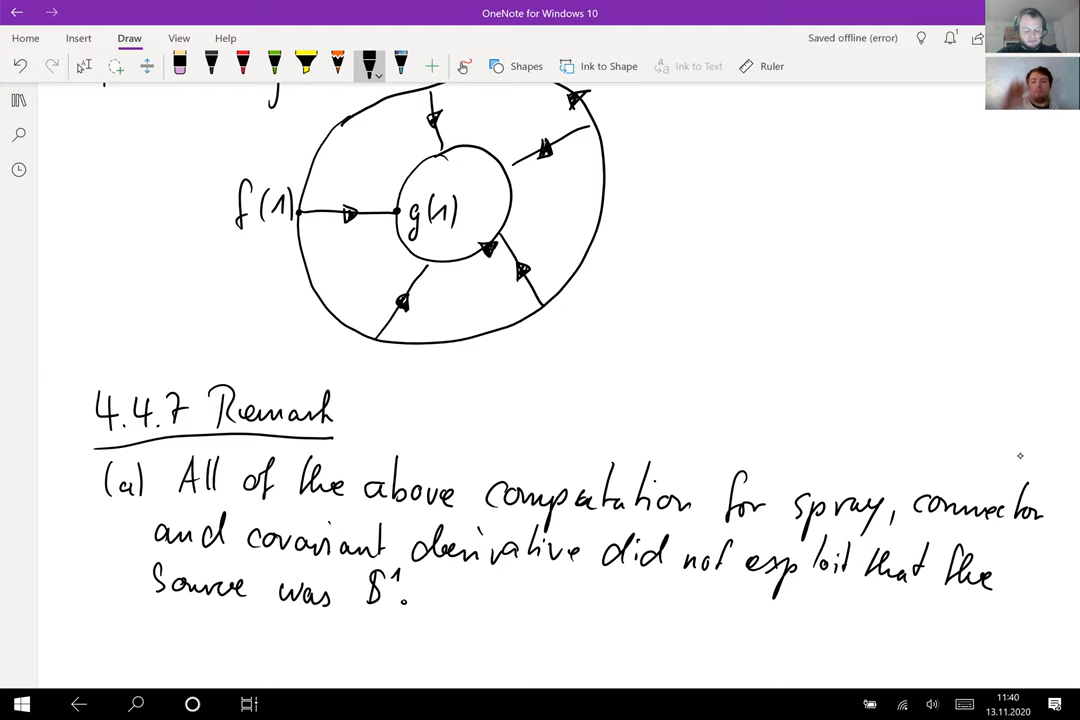 OneNote for Windows 10
Home Insert Draw View Help
Saved offline (error)
Shapes
Ink to Shape
Ink to Text
Ruler
f(1)
g(1)
4.4.7 Remark
(a) All of the above computation for spray, connector
and covariant derivative did not exploit that the
Source was S¹.
11:40
13.11.2020